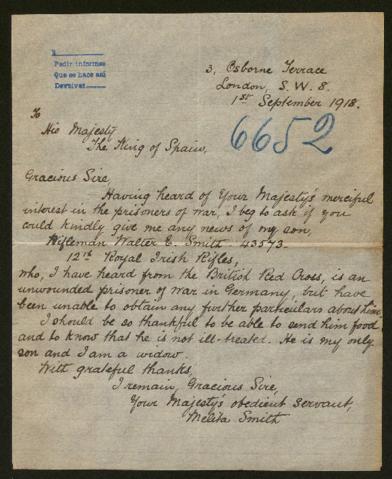 Pedir informes
Que se hace así
3, Osborne Terrace
London, S.W. 8.
1st September 1918.
6652
To
His Majesty
The King of Spain,
Gracious Sire,
Having heard of Your Majesty's merciful
interest in the prisoners of war, I beg to ask if you
could kindly give me any news of my son,
Rifleman Walter E. Smith 43573.
12th Royal Irish Rifles,
who, I have heard from the British Red Cross, is an
unwounded prisoner of war in Germany, but have
been unable to obtain any further particulars about him.
I should be so thankful to be able to send him food,
and to know that he is not ill-treated. He is my only
son and I am a widow.
With grateful thanks,
I remain, Gracious Sire,
Your Majesty's obedient servant,
Melita Smith